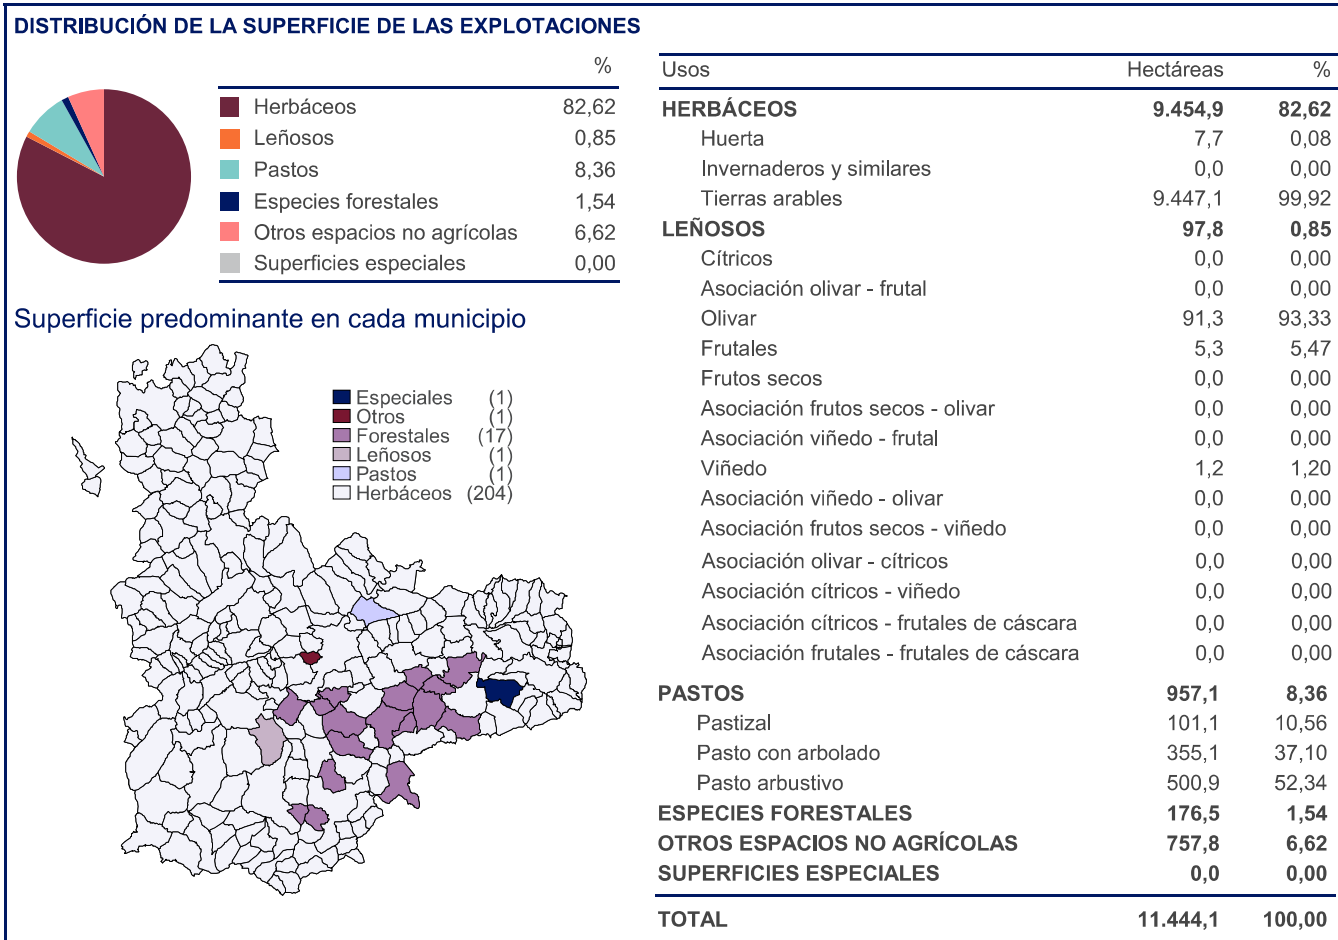 DISTRIBUCIÓN DE LA SUPERFICIE DE LAS EXPLOTACIONES
%
Herbáceos 82,62
Leñosos 0,85
Pastos 8,36
Especies forestales 1,54
Otros espacios no agrícolas 6,62
Superficies especiales 0,00
Superficie predominante en cada municipio
Especiales (1)
Otros (1)
Forestales (17)
Leñosos (1)
Pastos (1)
Herbáceos (204)
Usos Hectáreas %
HERBÁCEOS 9.454,9 82,62
Huerta 7,7 0,08
Invernaderos y similares 0,0 0,00
Tierras arables 9.447,1 99,92
LEÑOSOS 97,8 0,85
Cítricos 0,0 0,00
Asociación olivar - frutal 0,0 0,00
Olivar 91,3 93,33
Frutales 5,3 5,47
Frutos secos 0,0 0,00
Asociación frutos secos - olivar 0,0 0,00
Asociación viñedo - frutal 0,0 0,00
Viñedo 1,2 1,20
Asociación viñedo - olivar 0,0 0,00
Asociación frutos secos - viñedo 0,0 0,00
Asociación olivar - cítricos 0,0 0,00
Asociación cítricos - viñedo 0,0 0,00
Asociación cítricos - frutales de cáscara 0,0 0,00
Asociación frutales - frutales de cáscara 0,0 0,00
PASTOS 957,1 8,36
Pastizal 101,1 10,56
Pasto con arbolado 355,1 37,10
Pasto arbustivo 500,9 52,34
ESPECIES FORESTALES 176,5 1,54
OTROS ESPACIOS NO AGRÍCOLAS 757,8 6,62
SUPERFICIES ESPECIALES 0,0 0,00
TOTAL 11.444,1 100,00